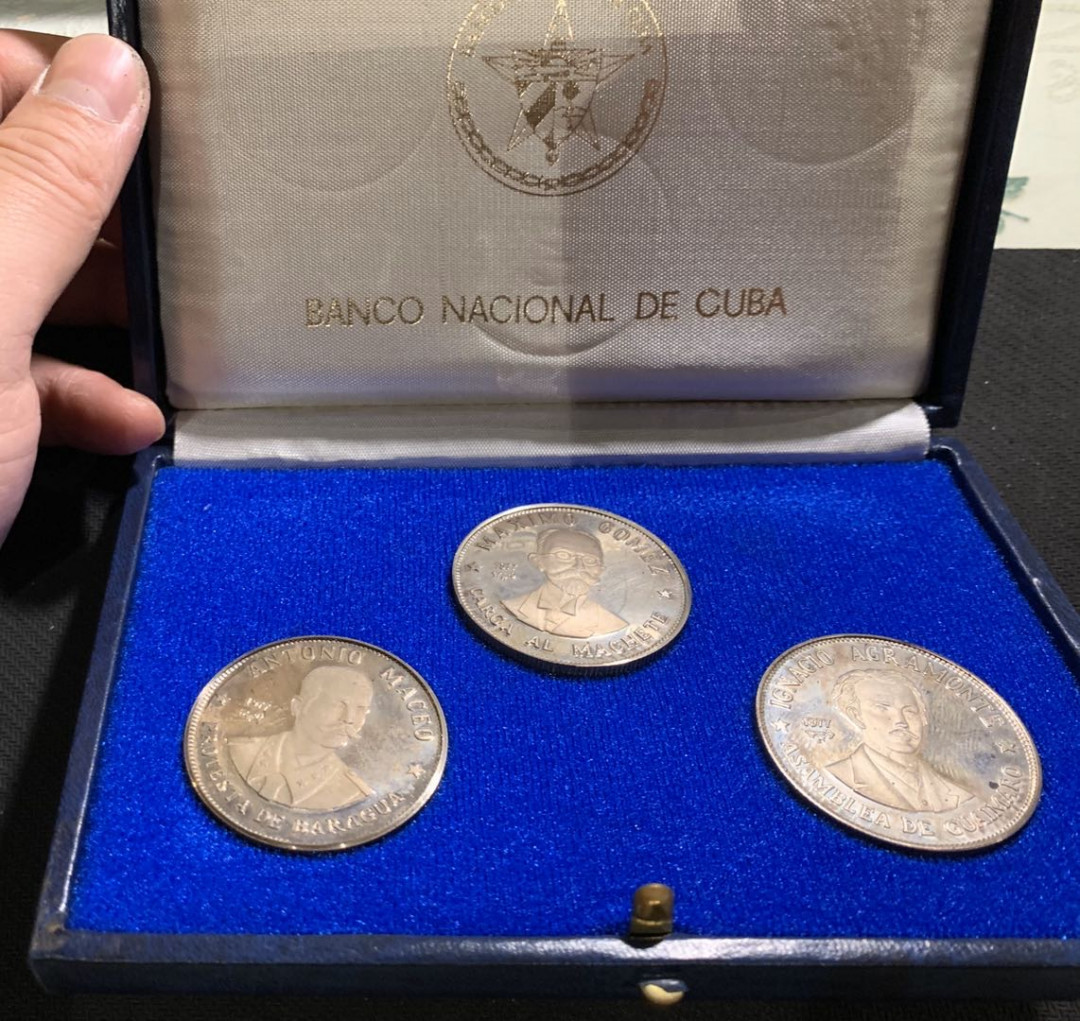 BANCO NACIONAL DE CUBA
MAXIMO GOMEZ
CARGA AL MACHETE
ANTONIO MACEO
PROTESTA DE BARAGUA
IGNACIO AGRAMONTE
ASAMBLEA DE GUAIMARO